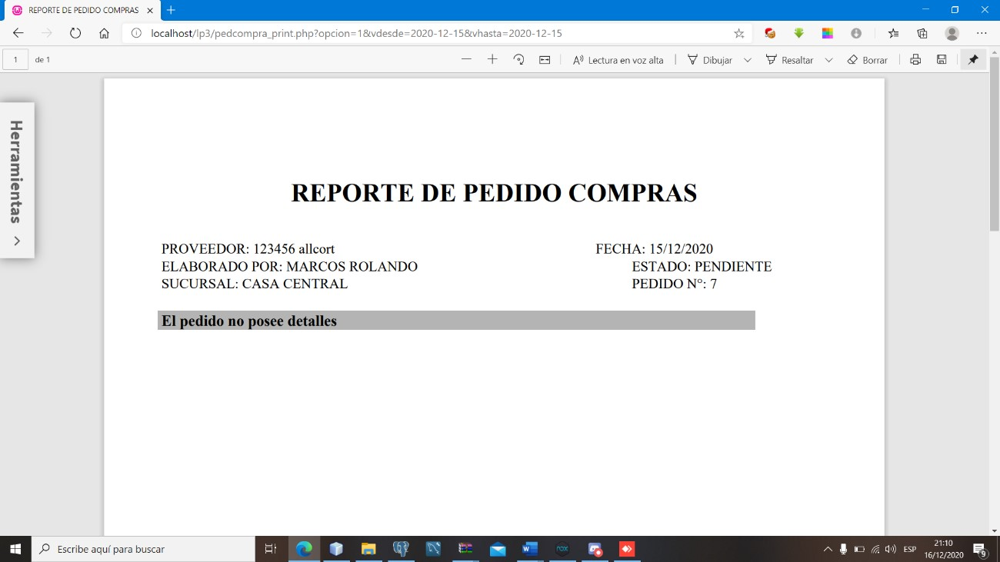 REPORTE DE PEDIDO COMPRAS
localhost/lp3/pedcompra_print.php?opcion=1&vdesde=2020-12-15&vhasta=2020-12-15
1 de 1 Lectura en voz alta Dibujar Resaltar Borrar
Herramientas
REPORTE DE PEDIDO COMPRAS
PROVEEDOR: 123456 allcort FECHA: 15/12/2020
ELABORADO POR: MARCOS ROLANDO ESTADO: PENDIENTE
SUCURSAL: CASA CENTRAL PEDIDO N°: 7
El pedido no posee detalles
Escribe aquí para buscar
ESP
21:10
16/12/2020
9